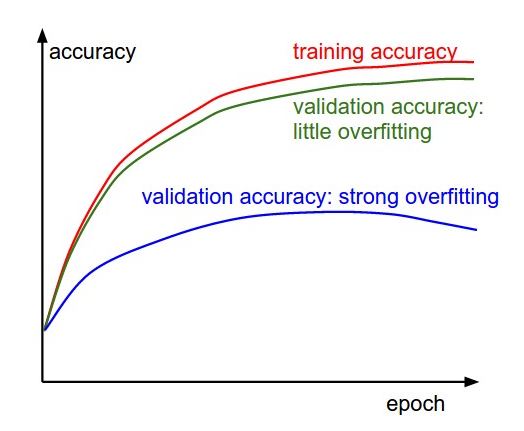 accuracy
training accuracy
validation accuracy:
little overfitting
validation accuracy: strong overfitting
epoch